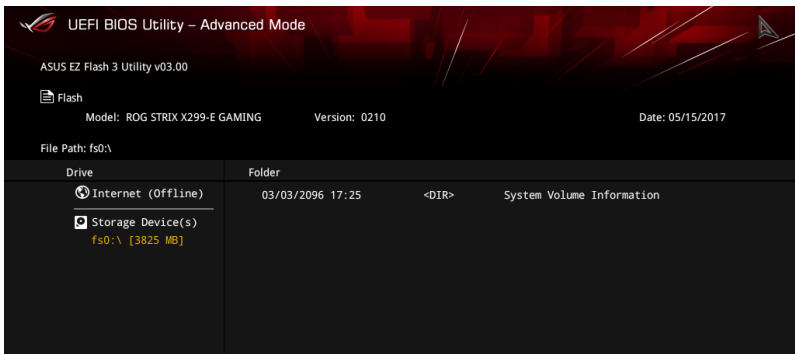 UEFI BIOS Utility – Advanced Mode
ASUS EZ Flash 3 Utility v03.00
Flash
Model: ROG STRIX X299-E GAMING Version: 0210 Date: 05/15/2017
File Path: fs0:\
Drive Folder
Internet (Offline) 03/03/2096 17:25 <DIR> System Volume Information
Storage Device(s)
fs0:\ [3825 MB]